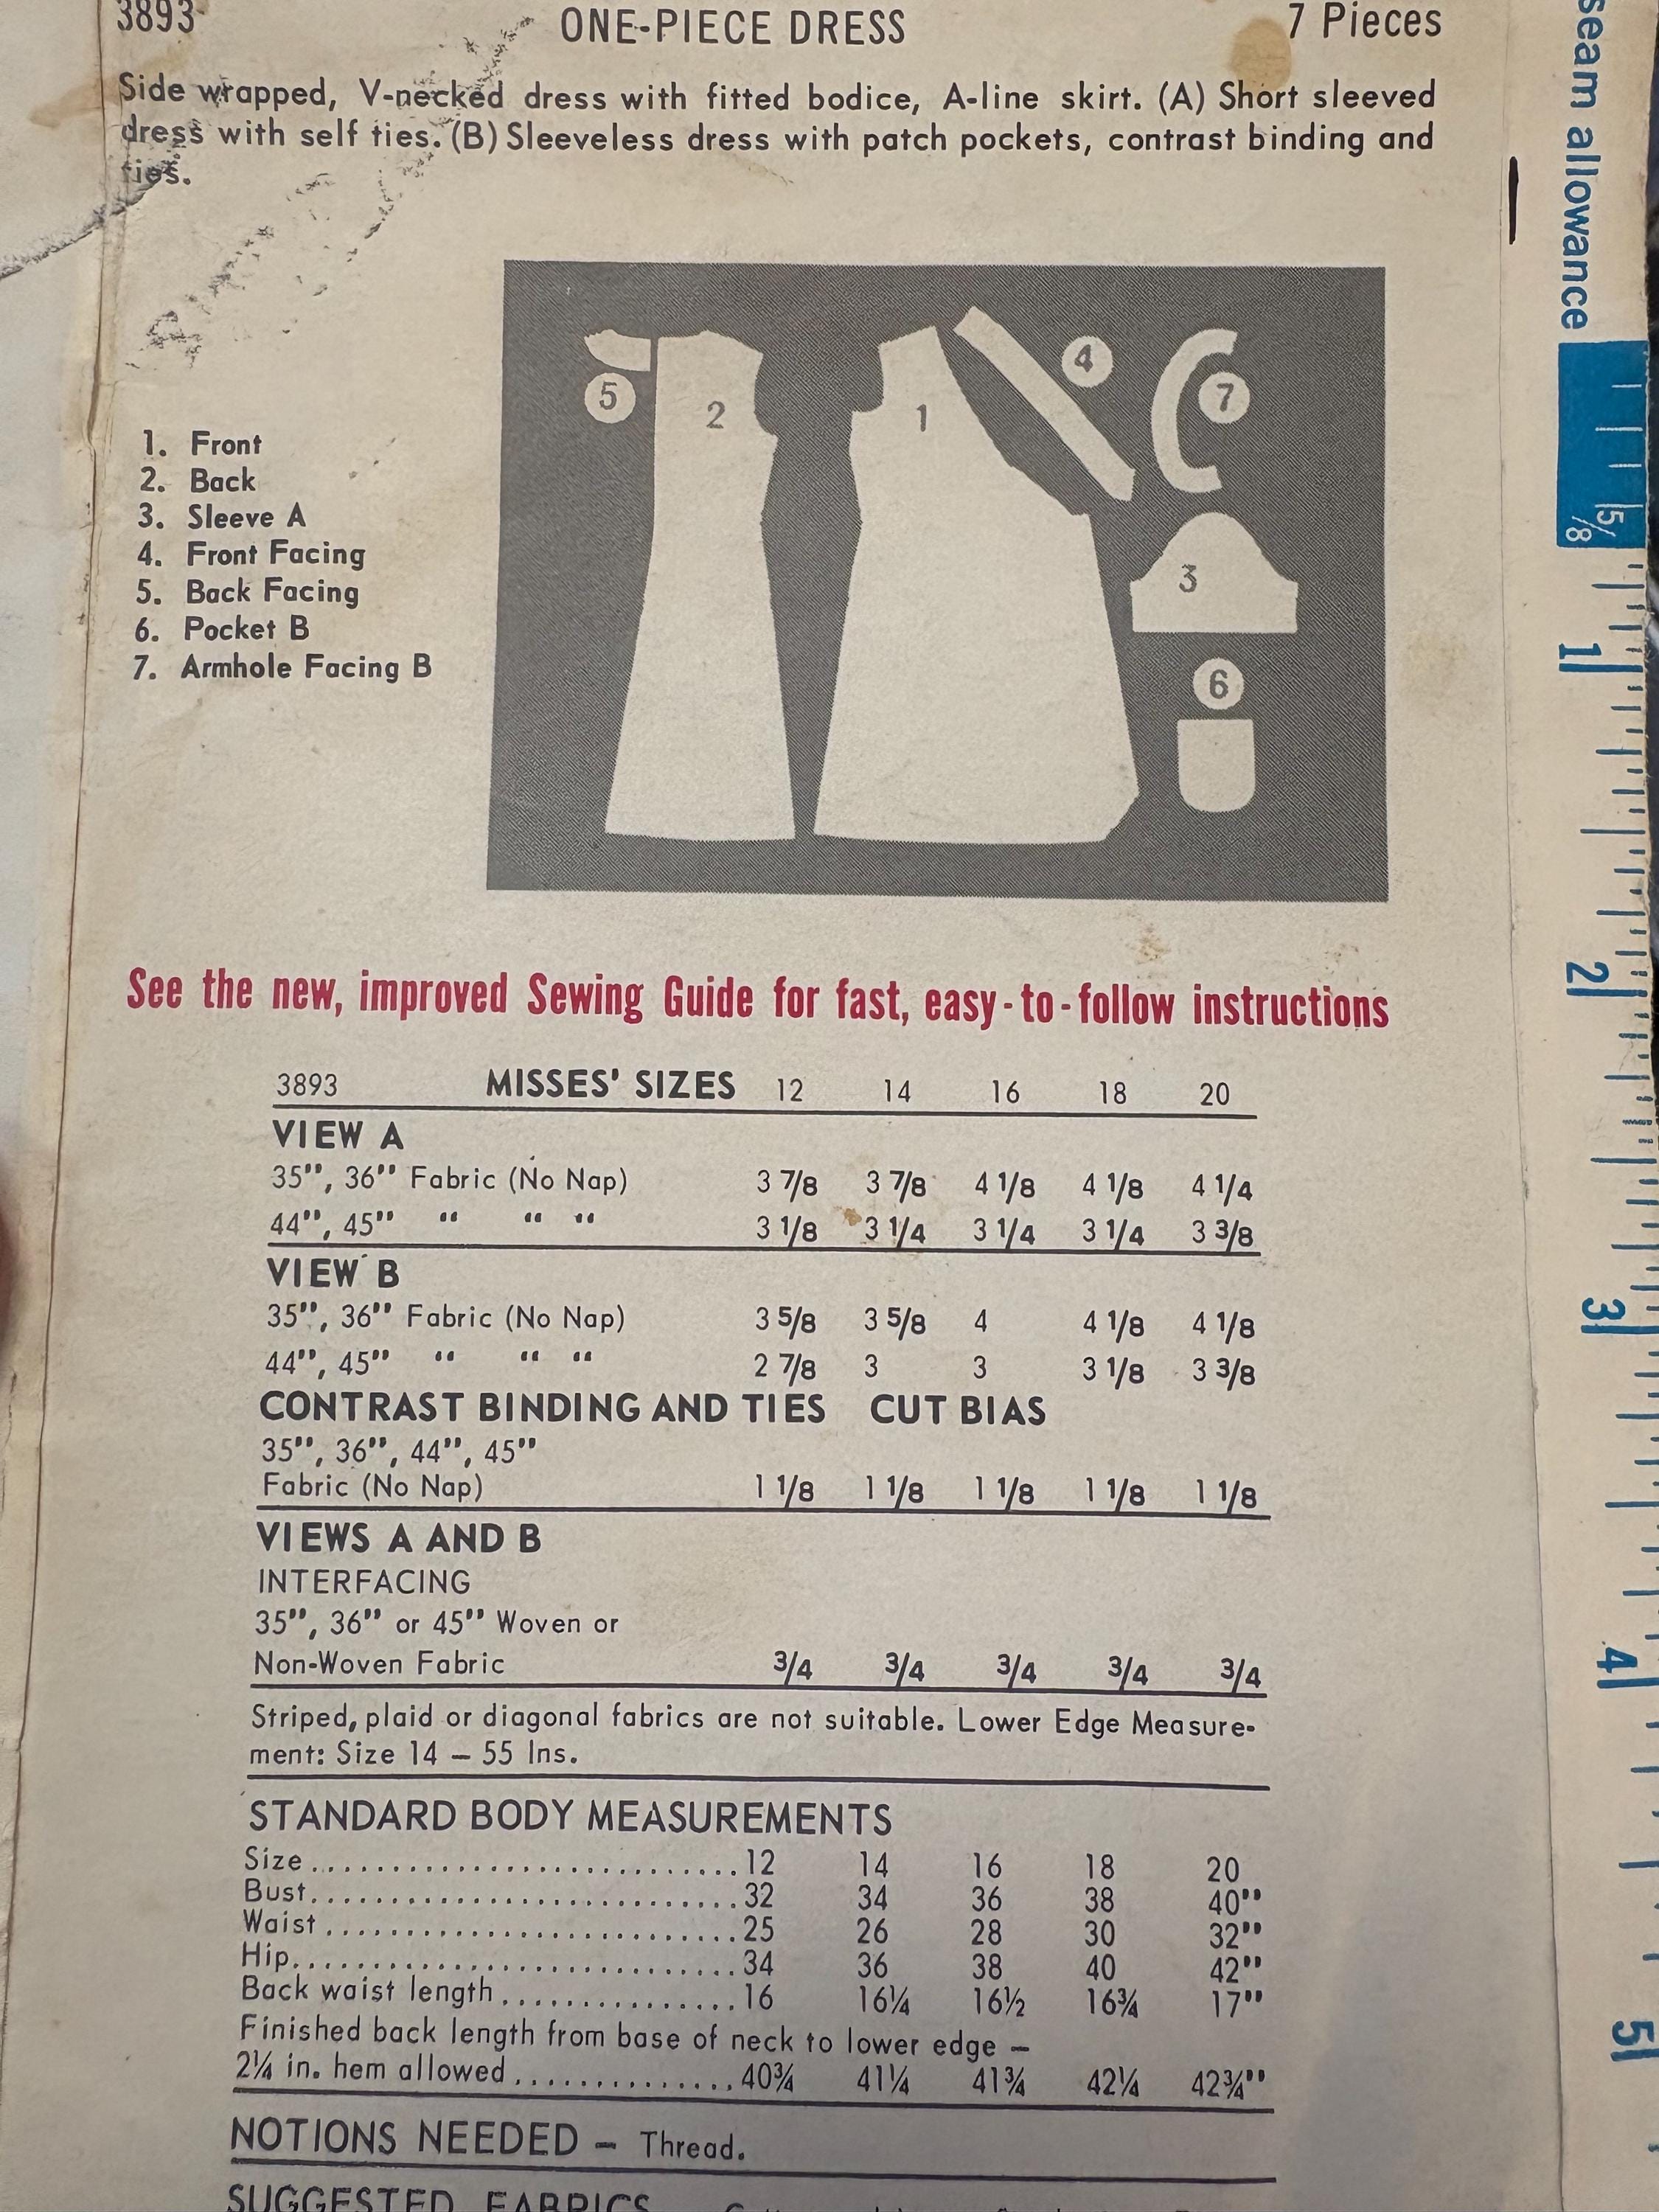 3893 ONE-PIECE DRESS 7 Pieces
Side wrapped, V-necked dress with fitted bodice, A-line skirt. (A) Short sleeved
dress with self ties. (B) Sleeveless dress with patch pockets, contrast binding and
ties.
1. Front
2. Back
3. Sleeve A
4. Front Facing
5. Back Facing
6. Pocket B
7. Armhole Facing B
5 2 1 4 7
3
6
See the new, improved Sewing Guide for fast, easy-to-follow instructions
3893 MISSES' SIZES 12 14 16 18 20
VIEW A
35", 36" Fabric (No Nap) 3 7/8 3 7/8 4 1/8 4 1/8 4 1/4
44", 45" " " " 3 1/8 3 1/4 3 1/4 3 1/4 3 3/8
VIEW B
35", 36" Fabric (No Nap) 3 5/8 3 5/8 4 4 1/8 4 1/8
44", 45" " " " 2 7/8 3 3 3 1/8 3 3/8
CONTRAST BINDING AND TIES CUT BIAS
35", 36", 44", 45"
Fabric (No Nap) 1 1/8 1 1/8 1 1/8 1 1/8 1 1/8
VIEWS A AND B
INTERFACING
35", 36" or 45" Woven or
Non-Woven Fabric 3/4 3/4 3/4 3/4 3/4
Striped, plaid or diagonal fabrics are not suitable. Lower Edge Measure-
ment: Size 14 – 55 Ins.
STANDARD BODY MEASUREMENTS
Size........................12 14 16 18 20
Bust........................32 34 36 38 40"
Waist.......................25 26 28 30 32"
Hip.........................34 36 38 40 42"
Back waist length...............16 16¼ 16½ 16¾ 17"
Finished back length from base of neck to lower edge –
2¼ in. hem allowed..............40¾ 41¼ 41¾ 42¼ 42¾"
NOTIONS NEEDED – Thread.
SUGGESTED FABRICS
seam allowance
5/8
1
2
3
4
5